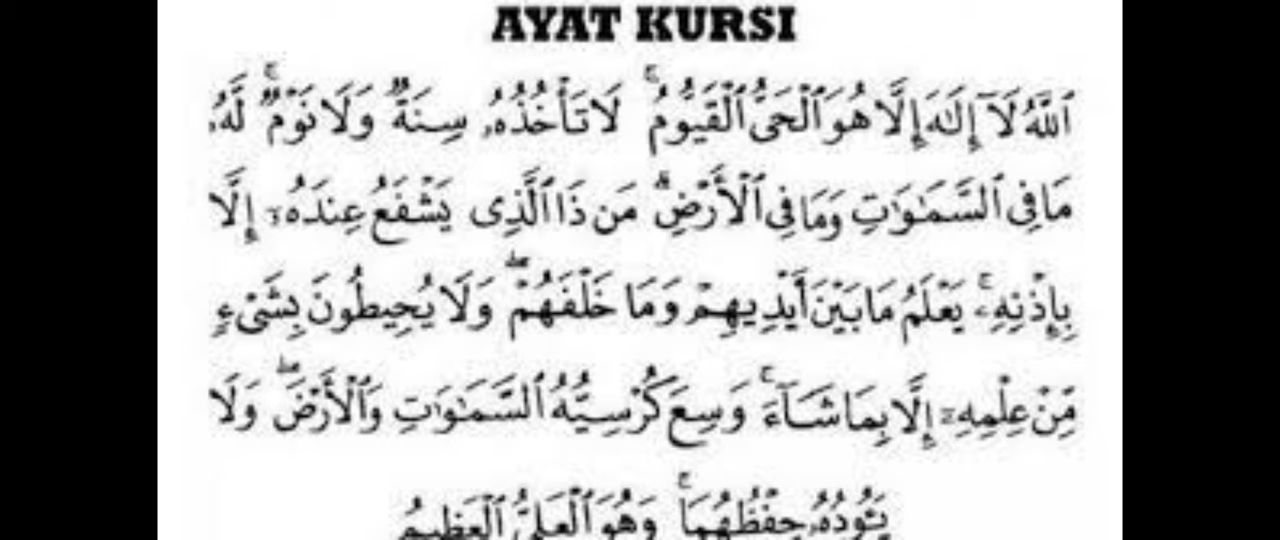 AYAT KURSI
ٱللَّهُ لَآ إِلَـٰهَ إِلَّا هُوَ ٱلْحَىُّ ٱلْقَيُّومُ ۚ لَا تَأْخُذُهُۥ سِنَةٌ وَلَا نَوْمٌ ۚ لَّهُۥ
مَا فِى ٱلسَّمَـٰوَٰتِ وَمَا فِى ٱلْأَرْضِ ۗ مَن ذَا ٱلَّذِى يَشْفَعُ عِندَهُۥٓ إِلَّا
بِإِذْنِهِۦ ۚ يَعْلَمُ مَا بَيْنَ أَيْدِيهِمْ وَمَا خَلْفَهُمْ ۖ وَلَا يُحِيطُونَ بِشَىْءٍ
مِّنْ عِلْمِهِۦٓ إِلَّا بِمَا شَآءَ ۚ وَسِعَ كُرْسِيُّهُ ٱلسَّمَـٰوَٰتِ وَٱلْأَرْضَ ۖ وَلَا
يَـُٔودُهُۥ حِفْظُهُمَا ۚ وَهُوَ ٱلْعَلِىُّ ٱلْعَظِيمُ